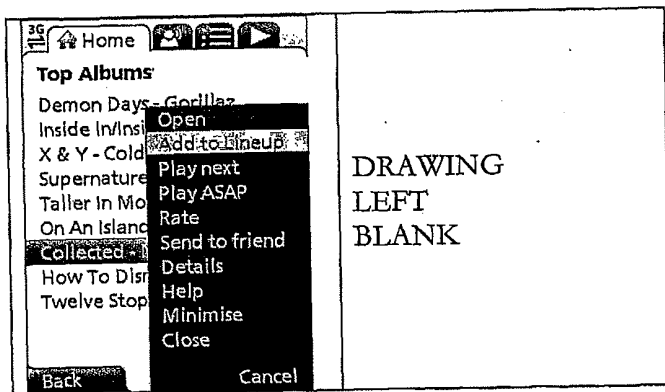 3G
Home
Top Albums
Demon Days - Gorillaz
Inside In/Insi
X & Y - Cold
Supernature
Taller In Mo
On An Island
Collected -
How To Disr
Twelve Stop
Open
Add to Lineup
Play next
Play ASAP
Rate
Send to friend
Details
Help
Minimise
Close
Back
Cancel
DRAWING
LEFT
BLANK